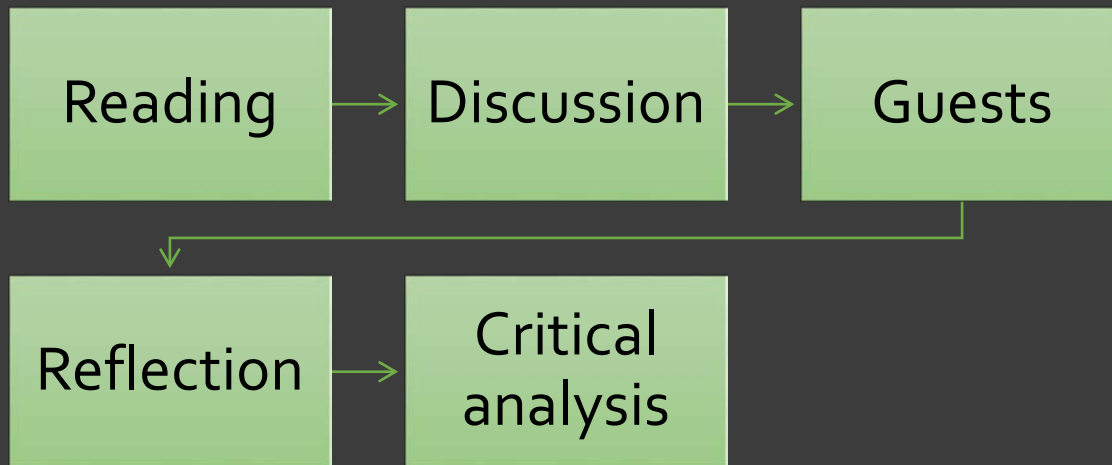 Reading
Discussion
Guests
Reflection
Critical
analysis